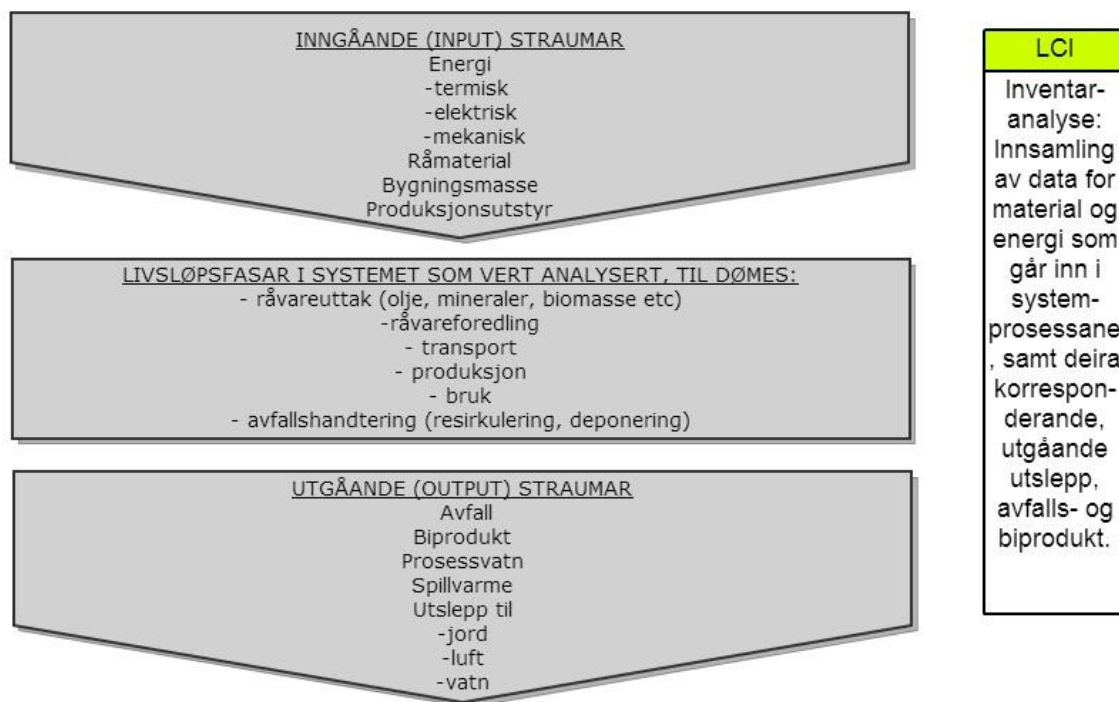 INNGÅANDE (INPUT) STRAUMAR
Energi
-termisk
-elektrisk
-mekanisk
Råmaterial
Bygningsmasse
Produksjonsutstyr
LIVSLØPSFASAR I SYSTEMET SOM VERT ANALYSERT, TIL DØMES:
- råvareuttak (olje, mineraler, biomasse etc)
-råvareforedling
- transport
- produksjon
- bruk
- avfallshandtering (resirkulering, deponering)
UTGÅANDE (OUTPUT) STRAUMAR
Avfall
Biprodukt
Prosessvatn
Spillvarme
Utslepp til
-jord
-luft
-vatn
LCI
Inventar-
analyse:
Innsamling
av data for
material og
energi som
går inn i
system-
prosessane
, samt deira
korrespon-
derande,
utgåande
utslepp,
avfalls- og
biprodukt.